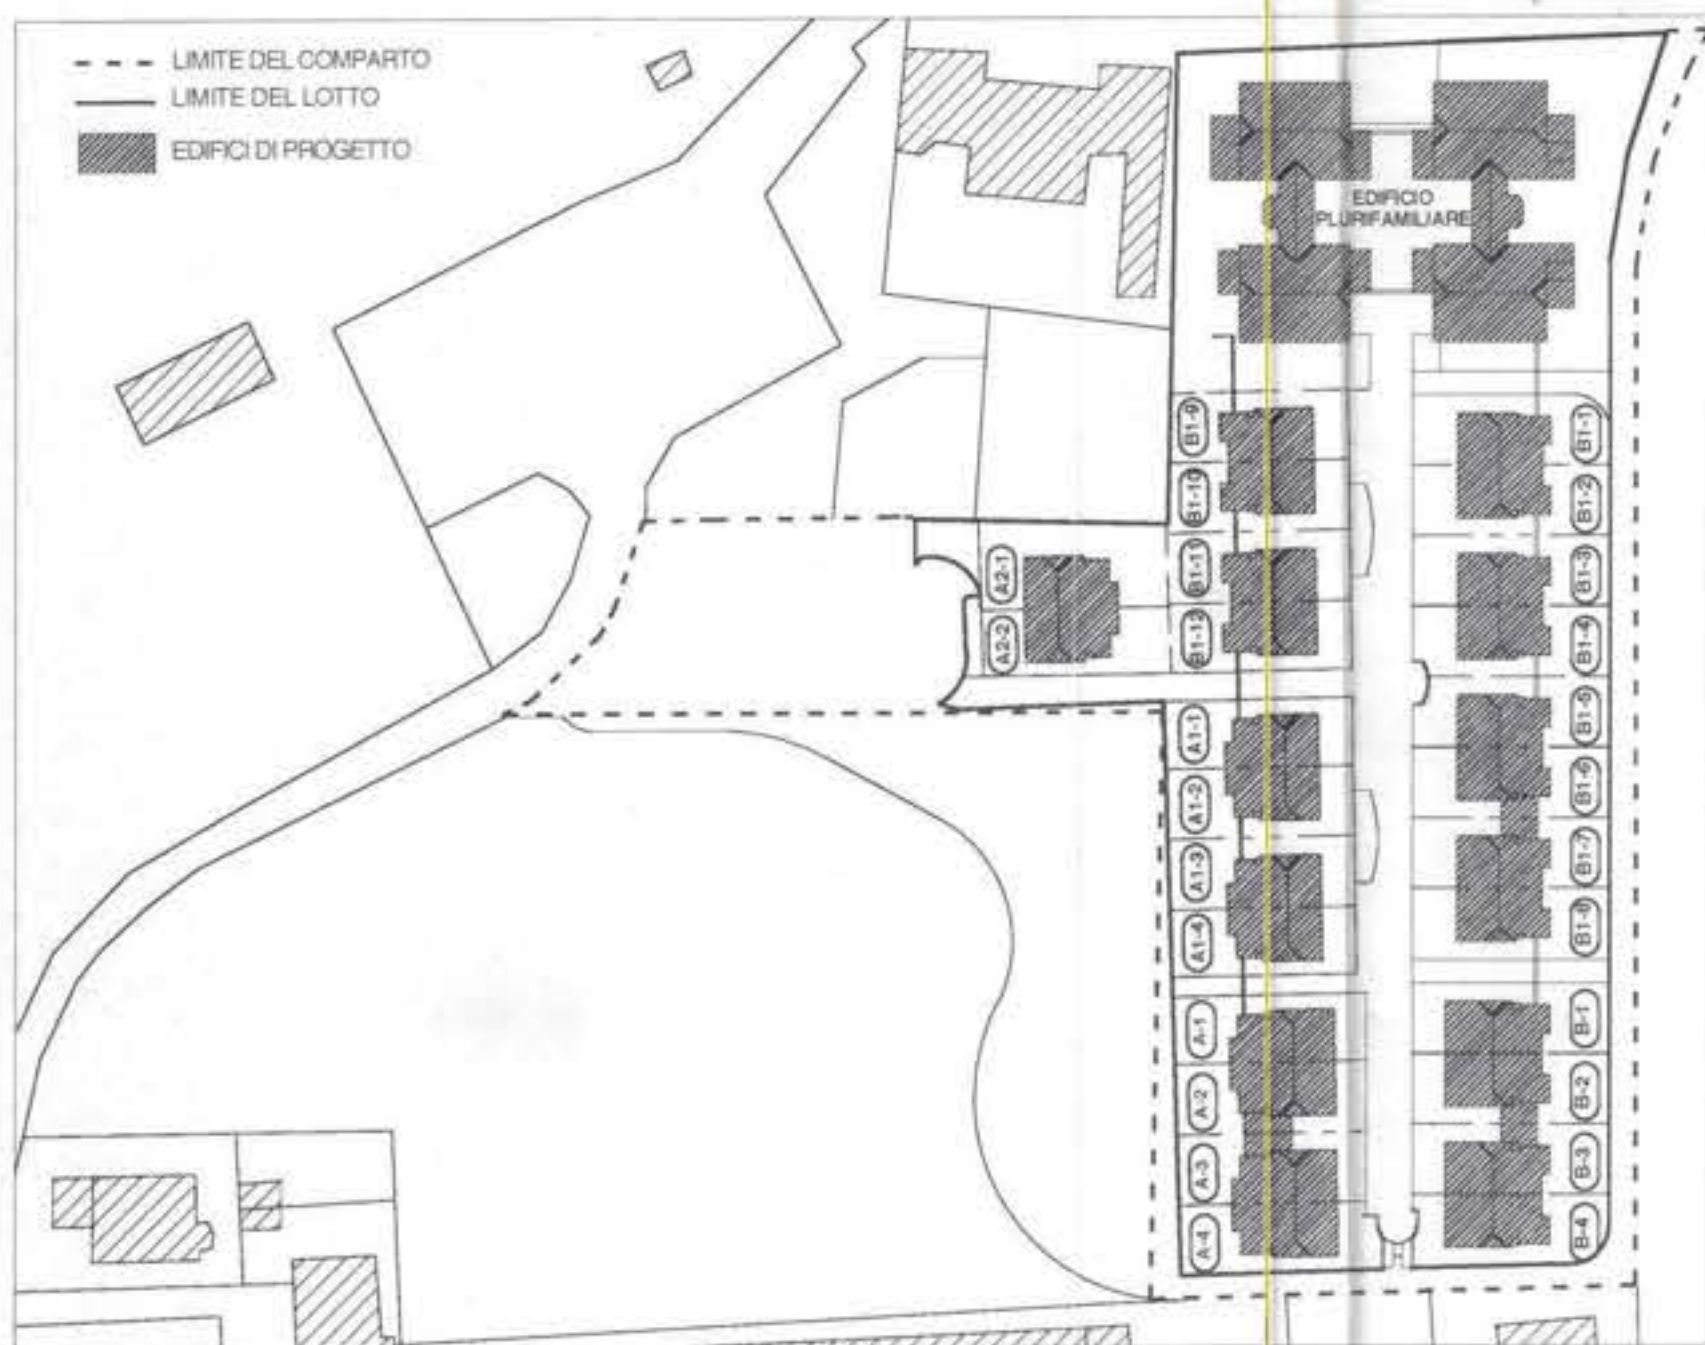 LIMITE DEL COMPARTO
LIMITE DEL LOTTO
EDIFICI DI PROGETTO
EDIFICIO
PLURIFAMILIARE
B1-9
B1-10
B1-11
B1-12
A2-1
A2-2
A1-1
A1-2
A1-3
A1-4
A-1
A-2
A-3
A-4
B1-1
B1-2
B1-3
B1-4
B1-5
B1-6
B1-7
B1-8
B-1
B-2
B-3
B-4